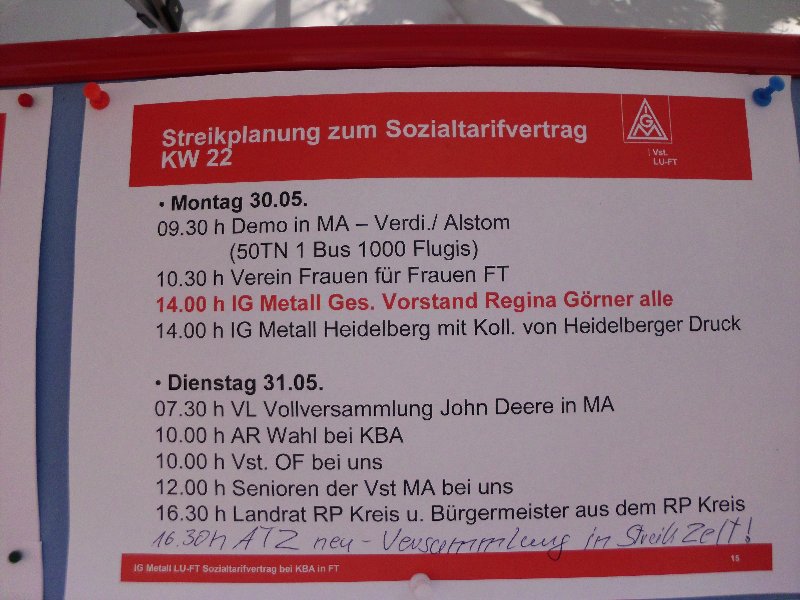 Streikplanung zum Sozialtarifvertrag
KW 22
IGM
Vst.
LU-FT
• Montag 30.05.
09.30 h Demo in MA – Verdi./ Alstom
(50TN 1 Bus 1000 Flugis)
10.30 h Verein Frauen für Frauen FT
14.00 h IG Metall Ges. Vorstand Regina Görner alle
14.00 h IG Metall Heidelberg mit Koll. von Heidelberger Druck
• Dienstag 31.05.
07.30 h VL Vollversammlung John Deere in MA
10.00 h AR Wahl bei KBA
10.00 h Vst. OF bei uns
12.00 h Senioren der Vst MA bei uns
16.30 h Landrat RP Kreis u. Bürgermeister aus dem RP Kreis
16.30h ATZ neu - Versammlung in Streik Zelt!
IG Metall LU-FT Sozialtarifvertrag bei KBA in FT
15